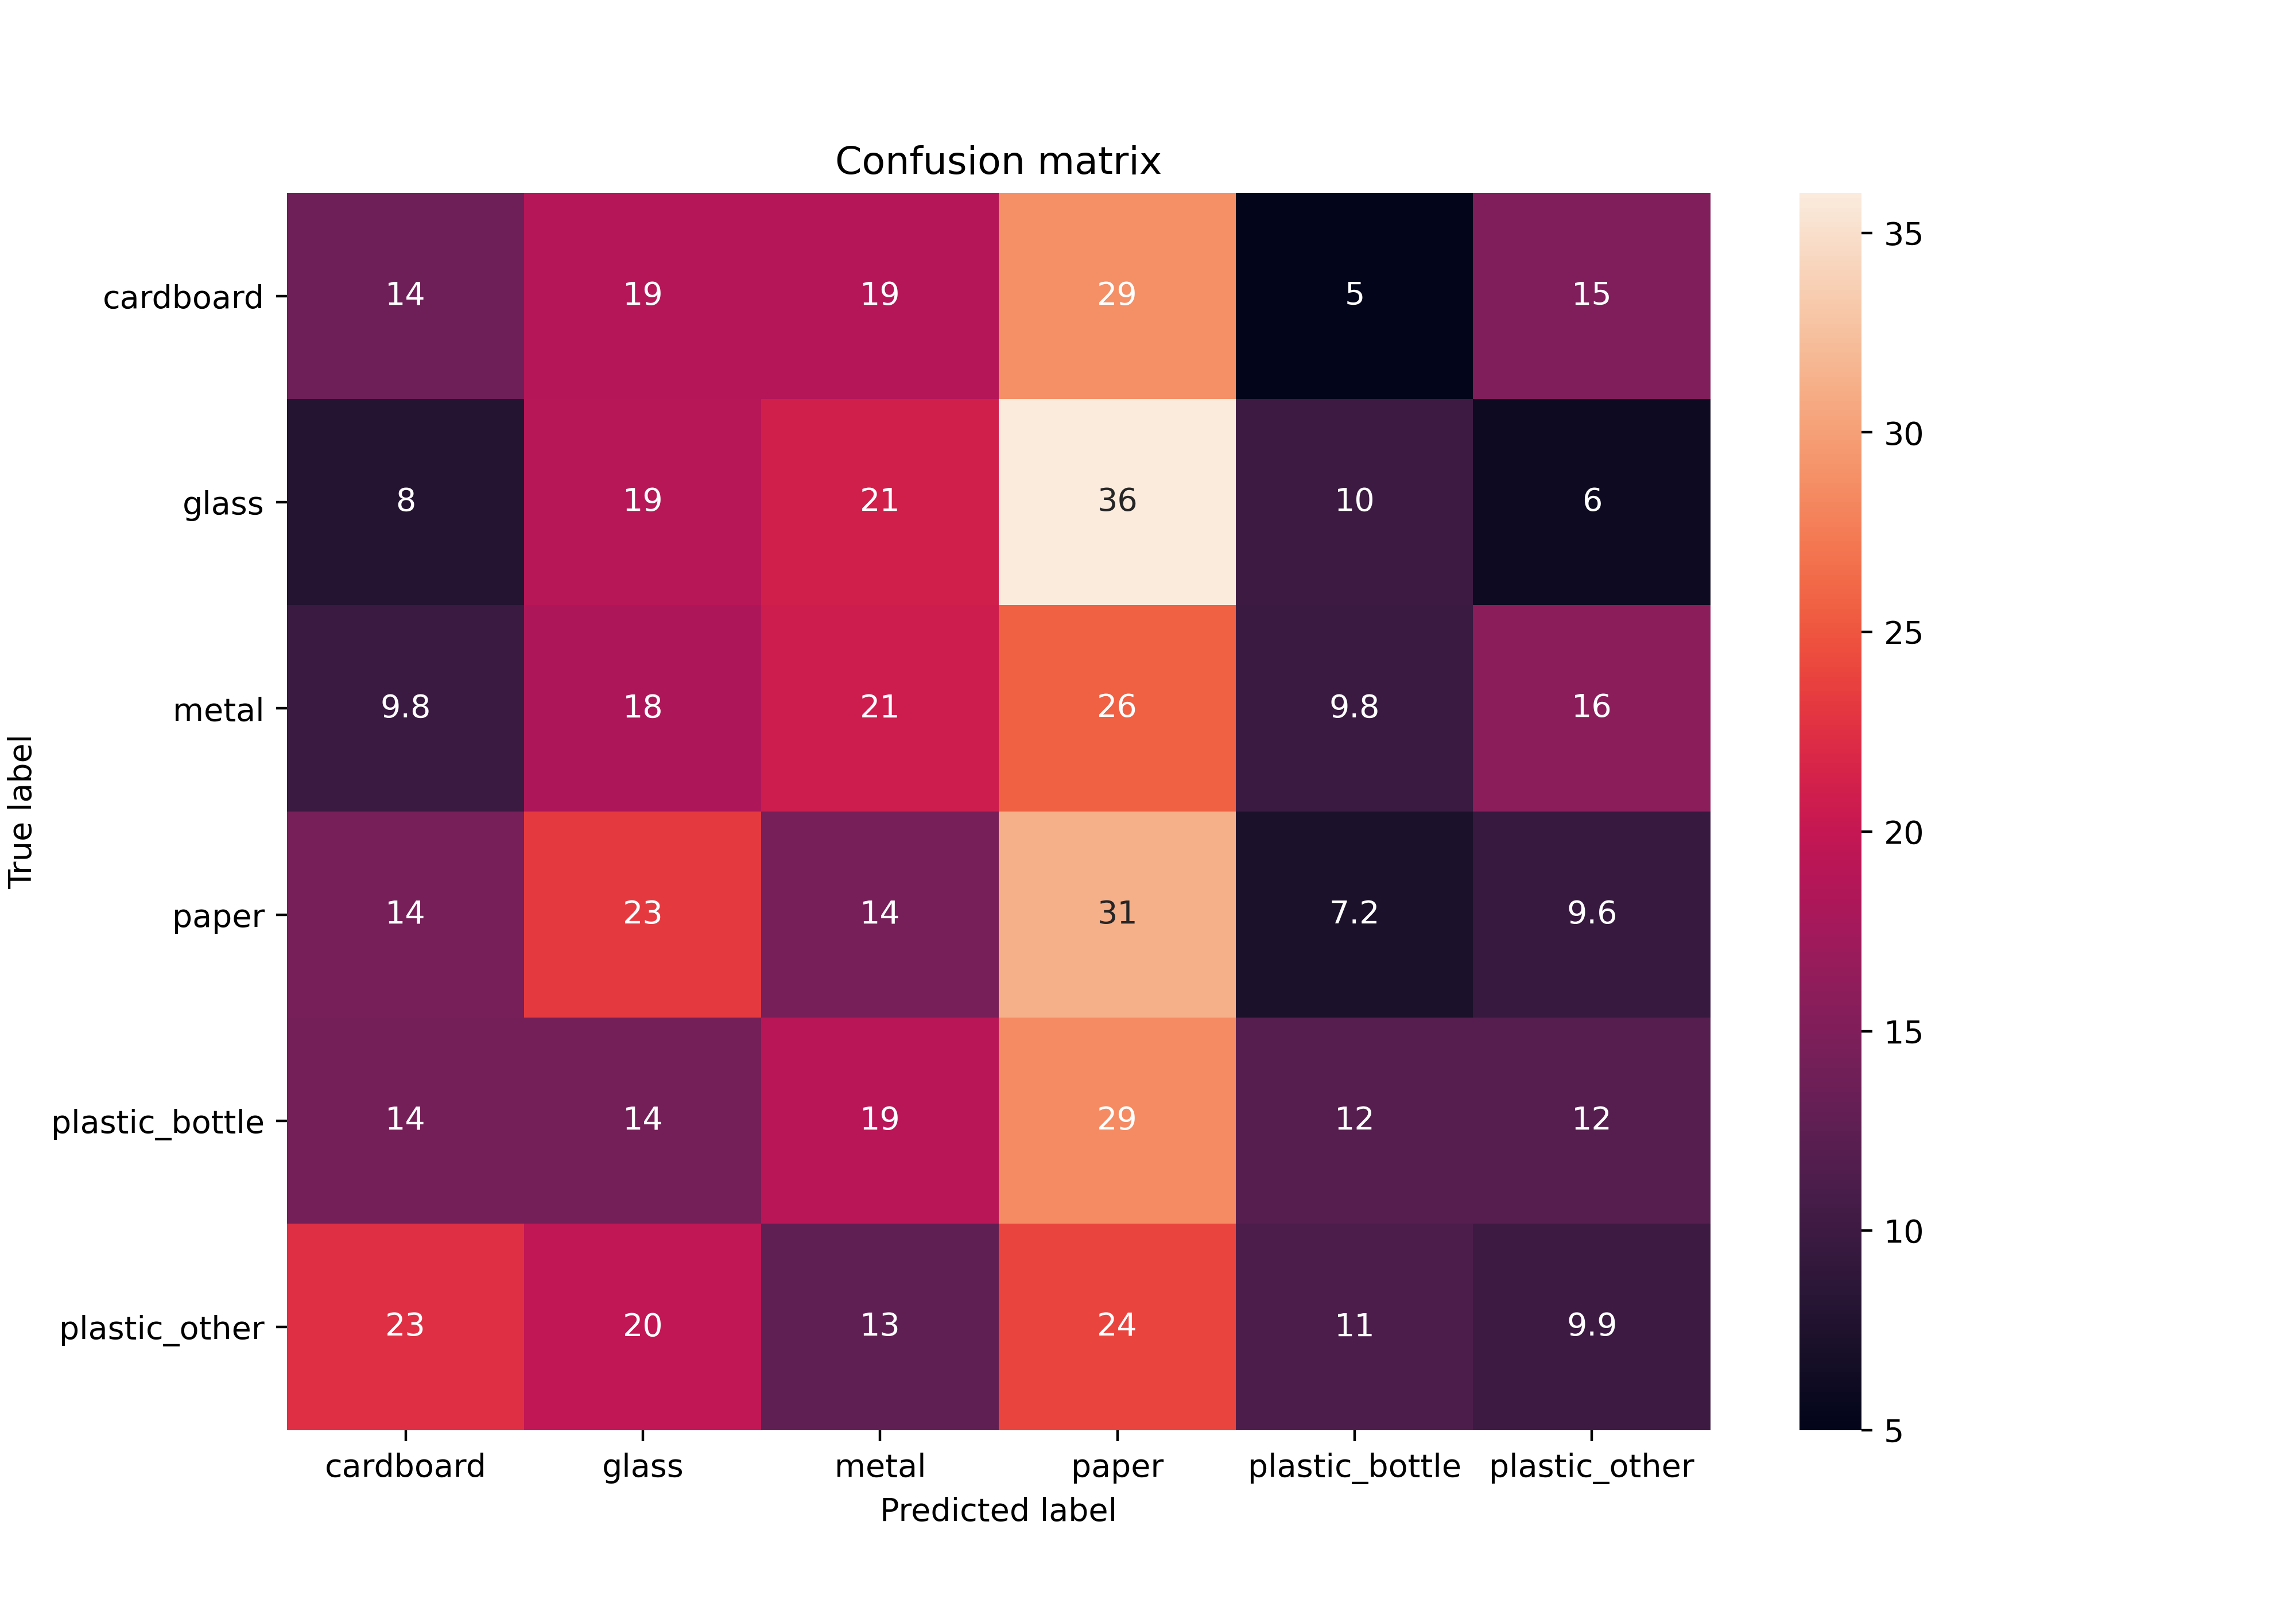 Confusion matrix
cardboard 14 19 19 29 5 15
glass 8 19 21 36 10 6
metal 9.8 18 21 26 9.8 16
paper 14 23 14 31 7.2 9.6
plastic_bottle 14 14 19 29 12 12
plastic_other 23 20 13 24 11 9.9
cardboard glass metal paper plastic_bottle plastic_other
Predicted label
True label
35
30
25
20
15
10
5